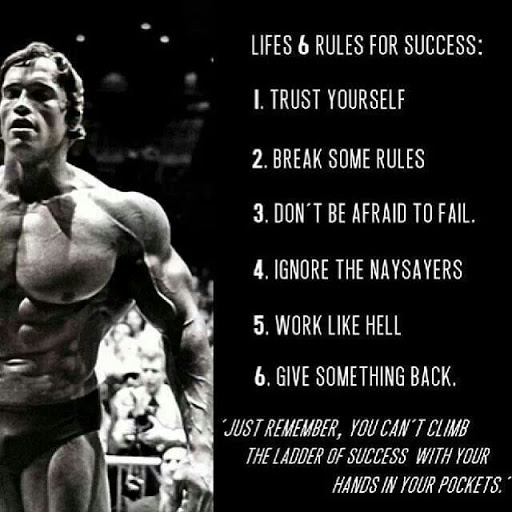 LIFES 6 RULES FOR SUCCESS:
1. TRUST YOURSELF
2. BREAK SOME RULES
3. DON´T BE AFRAID TO FAIL.
4. IGNORE THE NAYSAYERS
5. WORK LIKE HELL
6. GIVE SOMETHING BACK.
´JUST REMEMBER, YOU CAN´T CLIMB
THE LADDER OF SUCCESS WITH YOUR
HANDS IN YOUR POCKETS.´